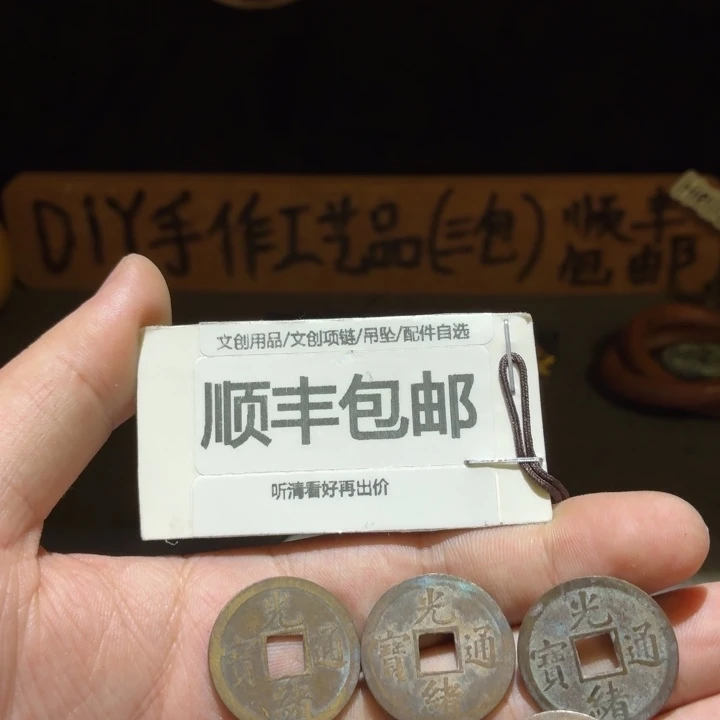 DIY手作工艺品(三包)
顺丰
包邮
文创用品/文创项链/吊坠/配件自选
顺丰包邮
听清看好再出价
光
寶通
緒
光
寶通
緒
光
寶通
緒